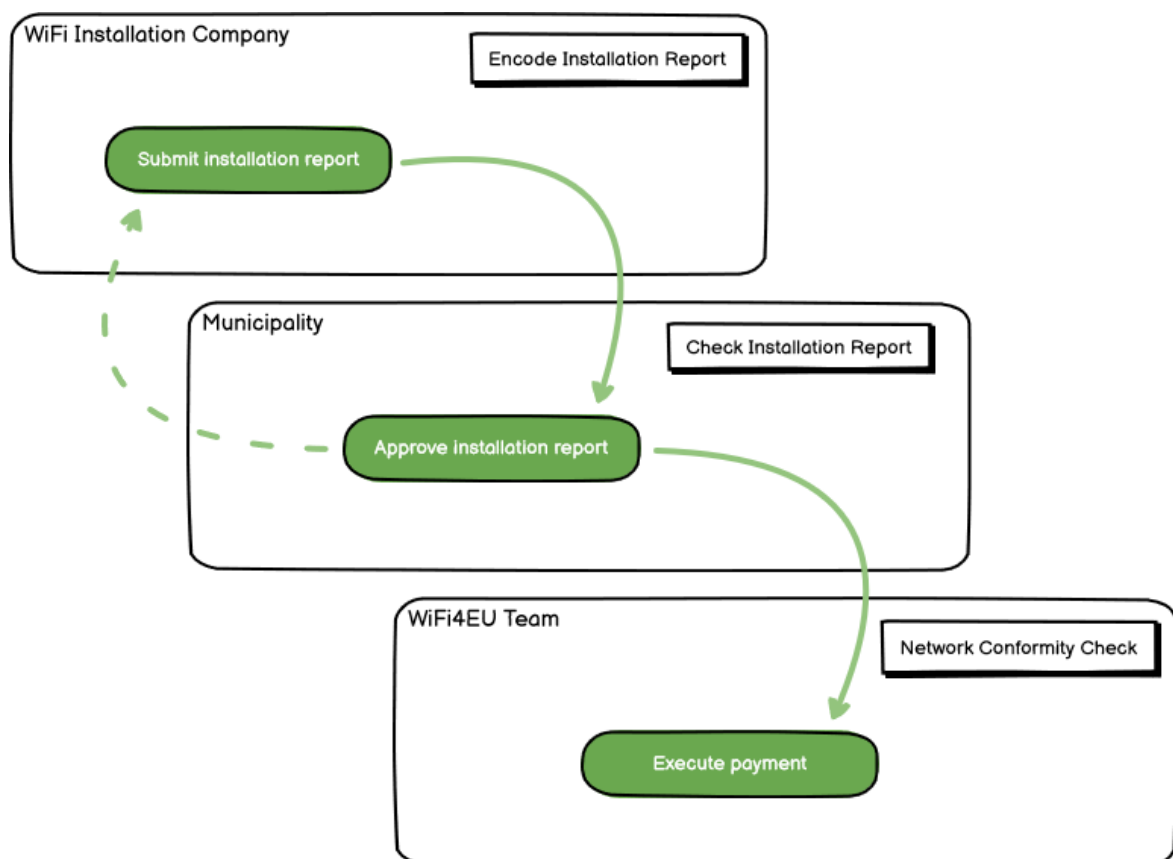 WiFi Installation Company
Encode Installation Report
Submit installation report
Municipality
Check Installation Report
Approve installation report
WiFi4EU Team
Network Conformity Check
Execute payment